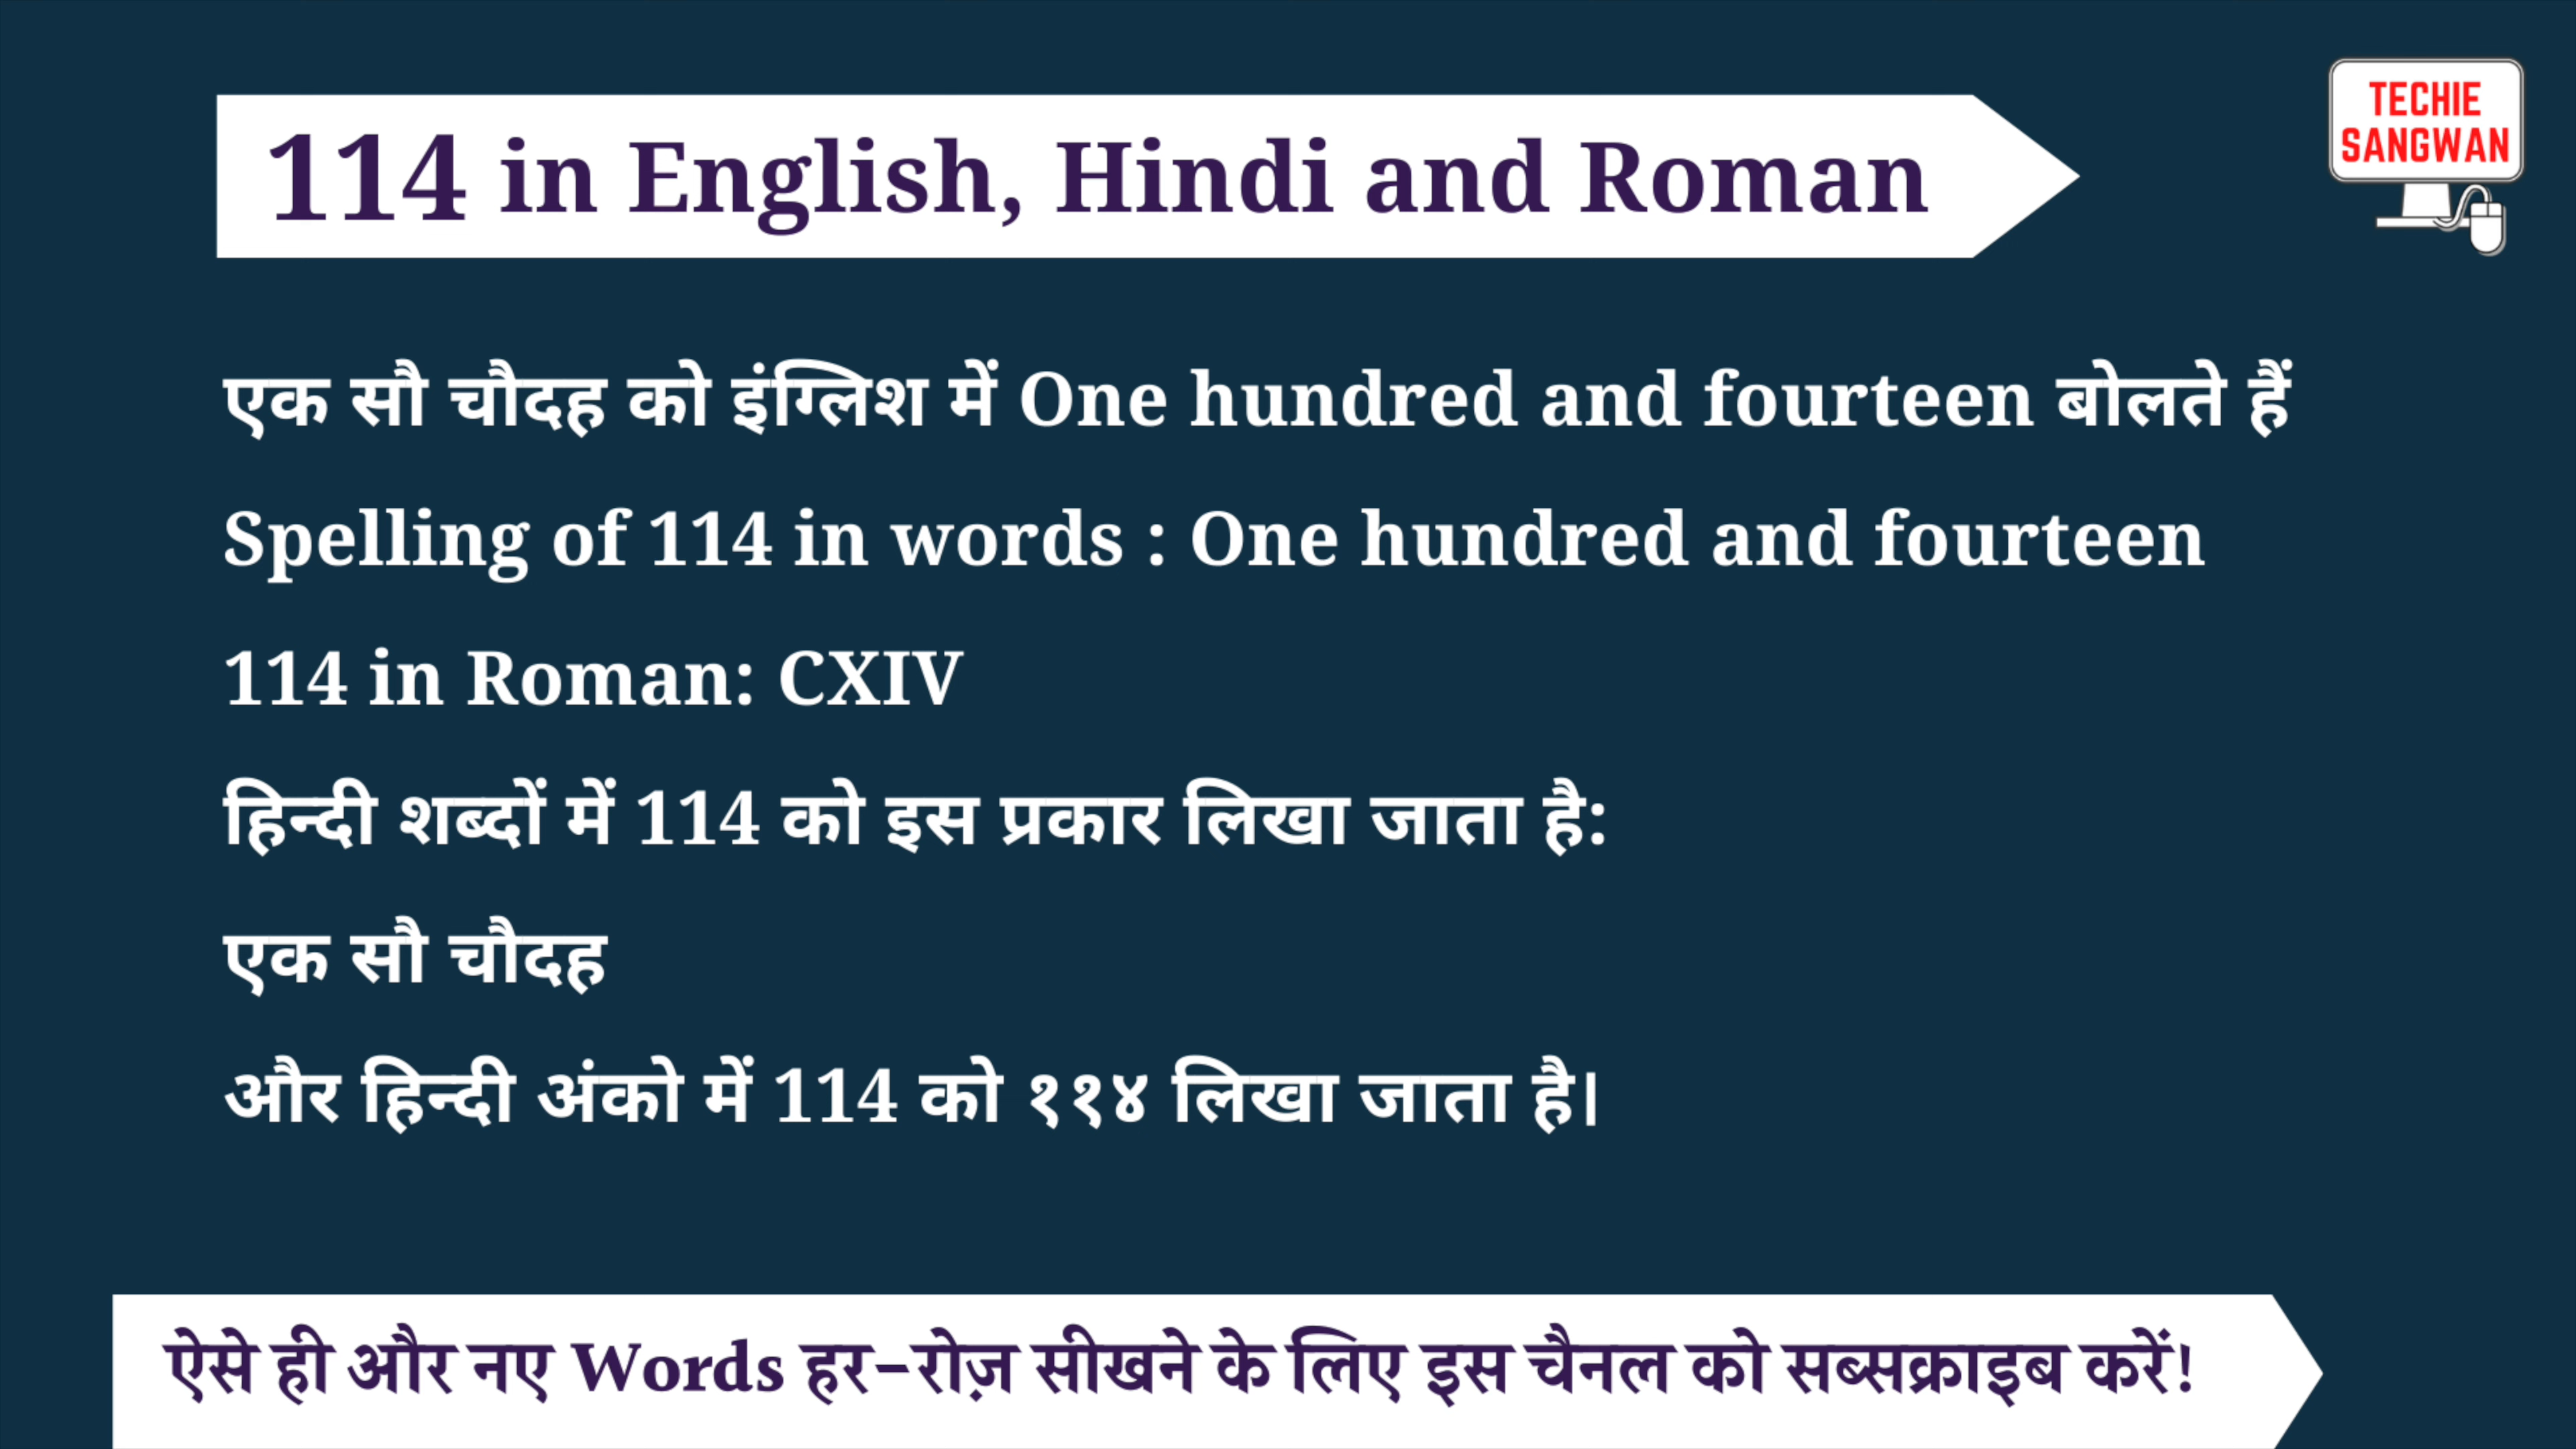 114 in English, Hindi and Roman
TECHIE
SANGWAN
एक सौ चौदह को इंग्लिश में One hundred and fourteen बोलते हैं
Spelling of 114 in words : One hundred and fourteen
114 in Roman: CXIV
हिन्दी शब्दों में 114 को इस प्रकार लिखा जाता है:
एक सौ चौदह
और हिन्दी अंको में 114 को ११४ लिखा जाता है।
ऐसे ही और नए Words हर-रोज़ सीखने के लिए इस चैनल को सब्सक्राइब करें!